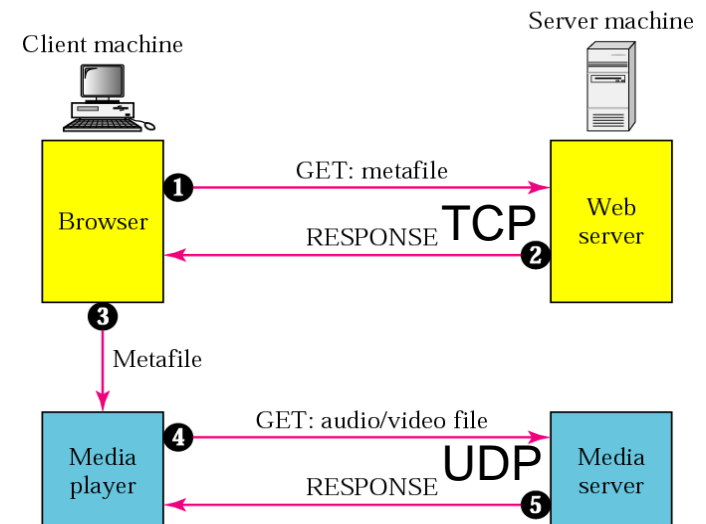 Server machine
Client machine
GET: metafile
1
Browser
TCP
Web
server
RESPONSE
2
3
Metafile
GET: audio/video file
4
Media
player
UDP
Media
server
RESPONSE
5